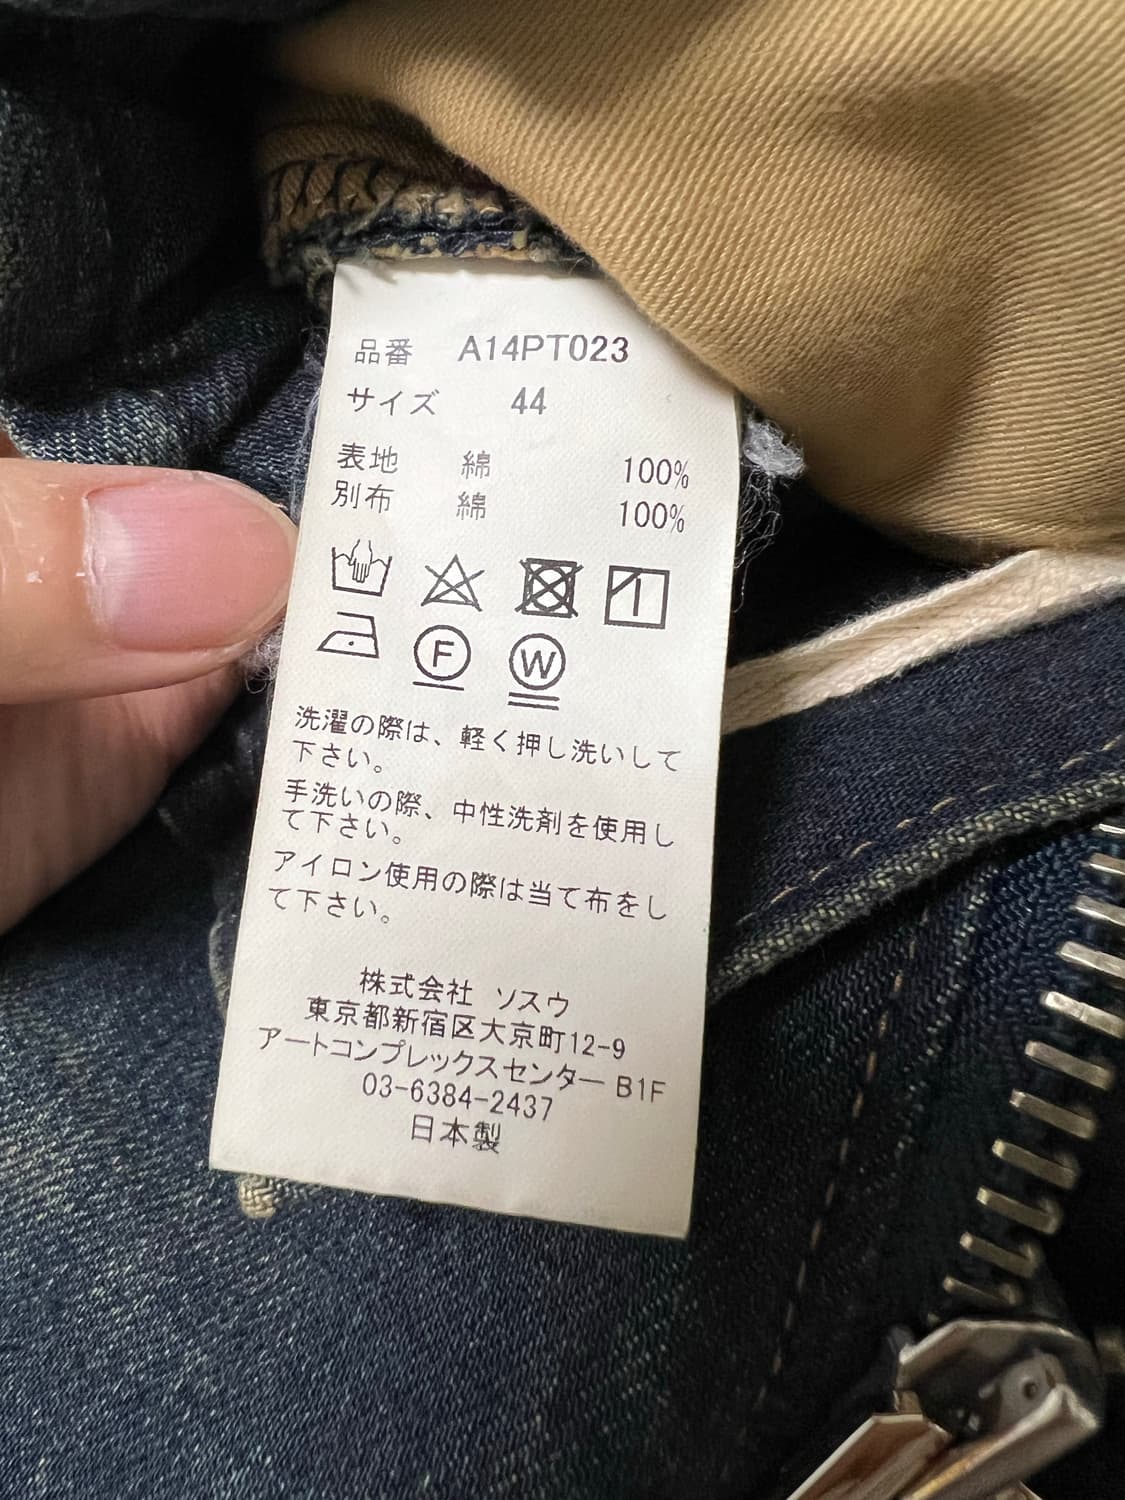 品番 A14PT023
サイズ 44
表地 綿 100%
別布 綿 100%
F W
洗濯の際は、軽く押し洗いして
下さい。
手洗いの際、中性洗剤を使用し
て下さい。
アイロン使用の際は当て布をし
て下さい。
株式会社 ソスウ
東京都新宿区大京町12-9
アートコンプレックスセンター B1F
03-6384-2437
日本製